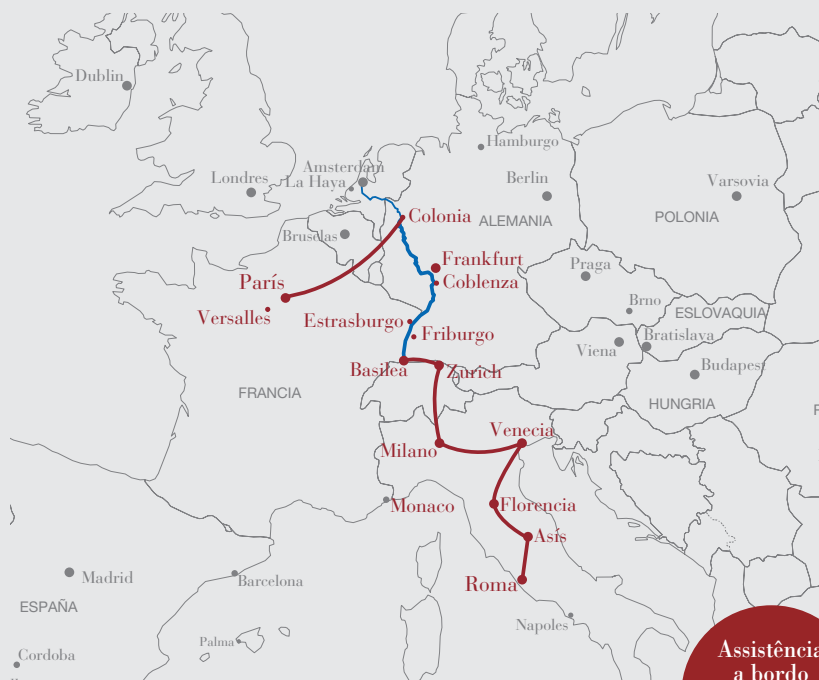 Dublin
Hamburgo
Amsterdam
La Haya
Londres
Berlin
Varsovia
Colonia
ALEMANIA
POLONIA
Bruselas
Frankfurt
Praga
París
Coblenza
Versalles
Estrasburgo
Brno
ESLOVAQUIA
Friburgo
Viena
Bratislava
Basilea
Zurich
Budapest
FRANCIA
HUNGRIA
Venecia
Milano
Monaco
Florencia
Asís
Madrid
Barcelona
Roma
ESPAÑA
Napoles
Palma
Cordoba
Assistência
a bordo